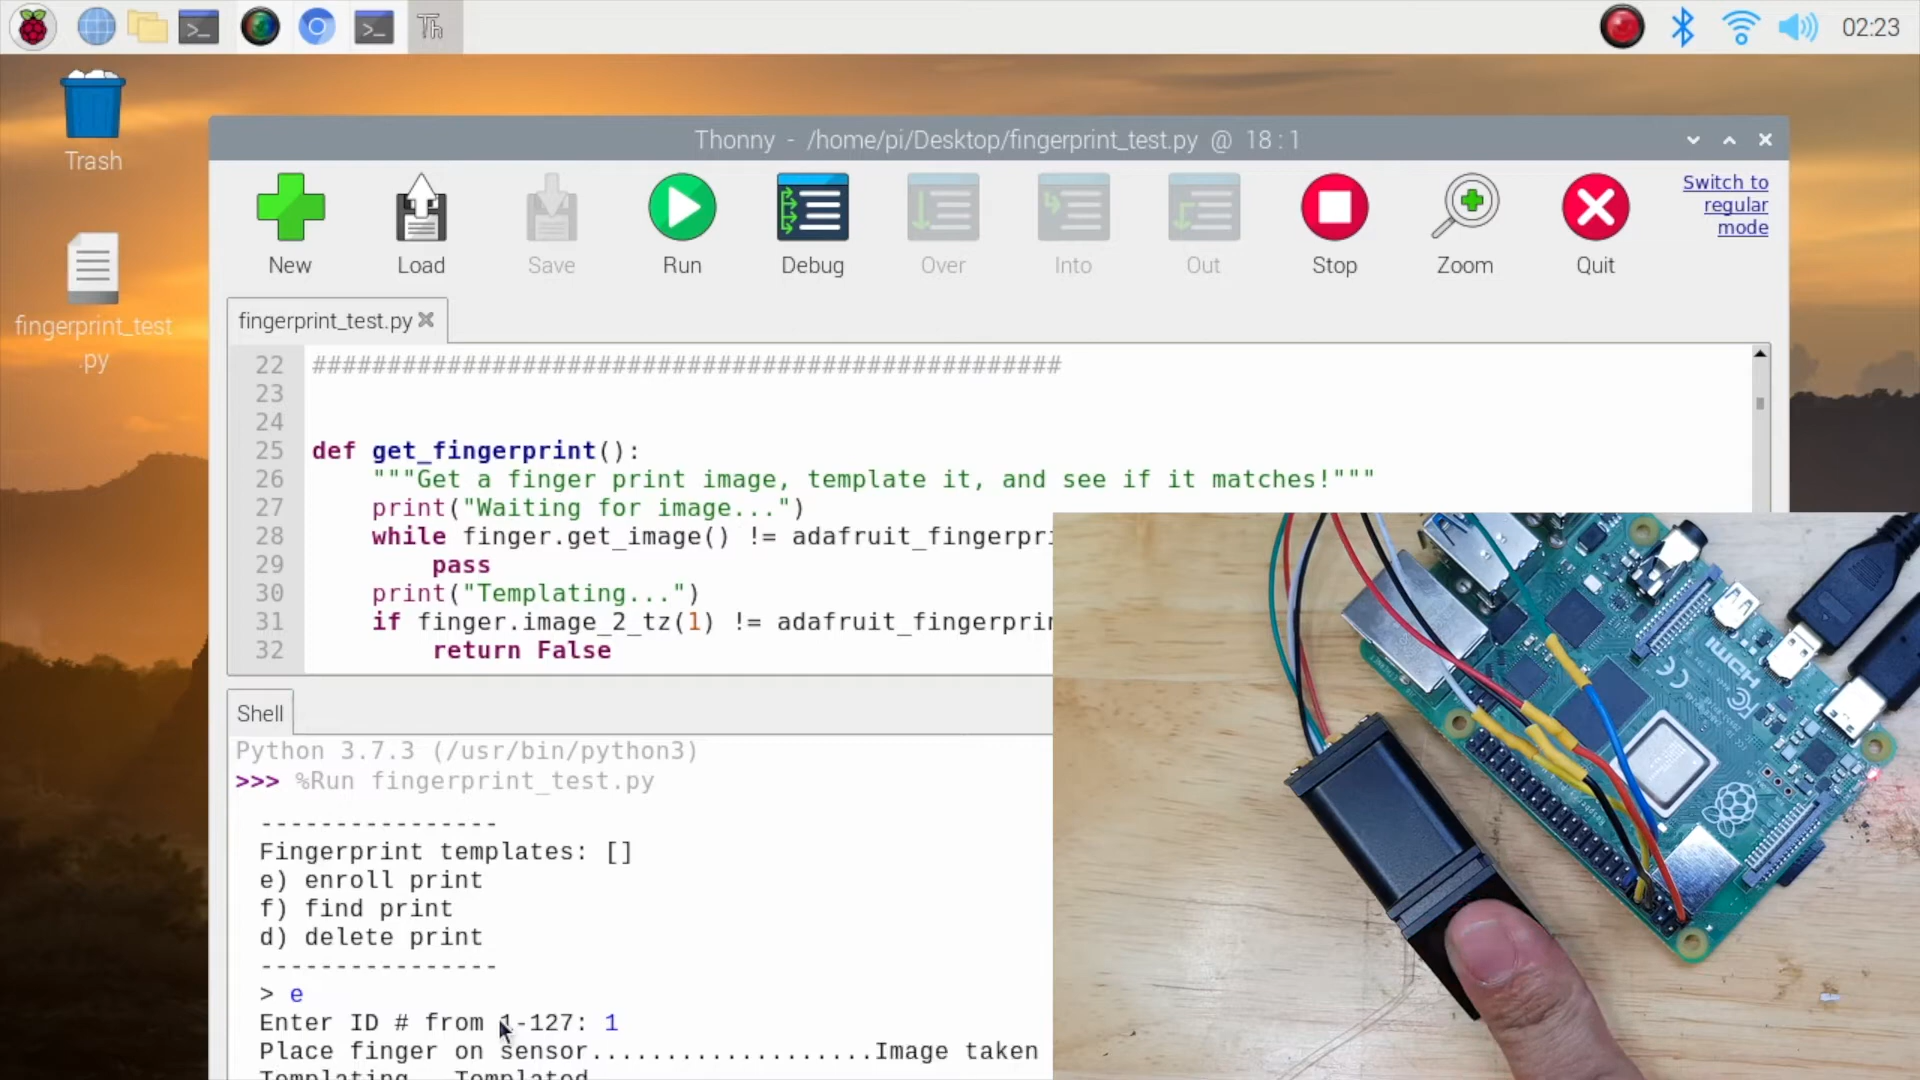 02:23
Trash
fingerprint_test
.py
Thonny - /home/pi/Desktop/fingerprint_test.py @ 18 : 1
New
Load
Save
Run
Debug
Over
Into
Out
Stop
Zoom
Quit
Switch to
regular
mode
fingerprint_test.py
22 ##################################################
23
24
25 def get_fingerprint():
26 """Get a finger print image, template it, and see if it matches!"""
27 print("Waiting for image...")
28 while finger.get_image() != adafruit_fingerpri
29 pass
30 print("Templating...")
31 if finger.image_2_tz(1) != adafruit_fingerprin
32 return False
Shell
Python 3.7.3 (/usr/bin/python3)
>>> %Run fingerprint_test.py
----------------
Fingerprint templates: []
e) enroll print
f) find print
d) delete print
----------------
> e
Enter ID # from 1-127: 1
Place finger on sensor...................Image taken
Templating...Templated
HDMI